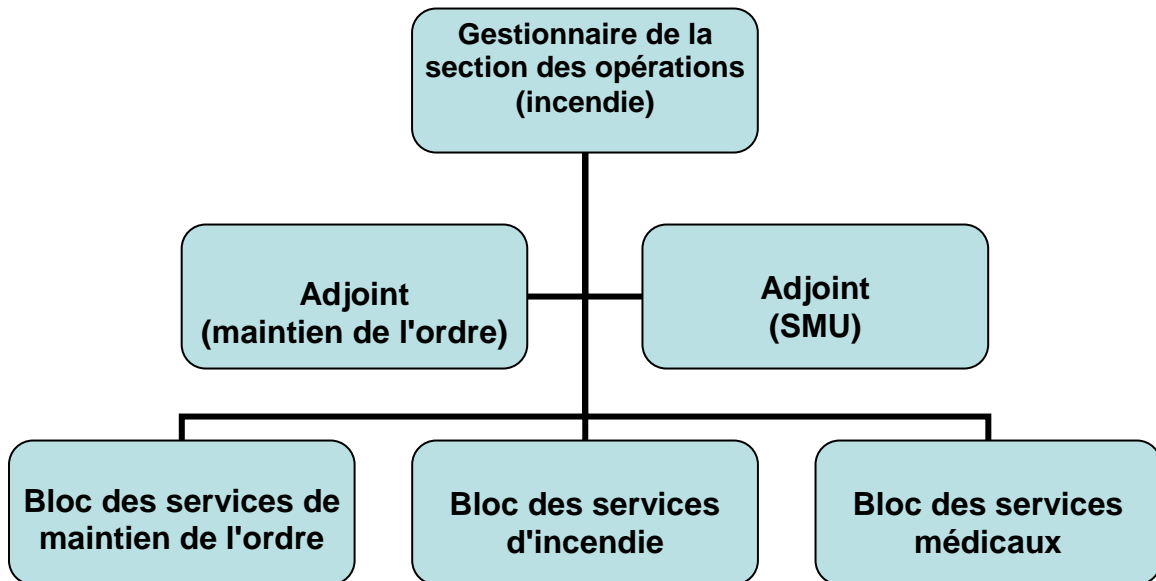 Gestionnaire de la
section des opérations
(incendie)
Adjoint
(maintien de l'ordre)
Adjoint
(SMU)
Bloc des services de
maintien de l'ordre
Bloc des services
d'incendie
Bloc des services
médicaux